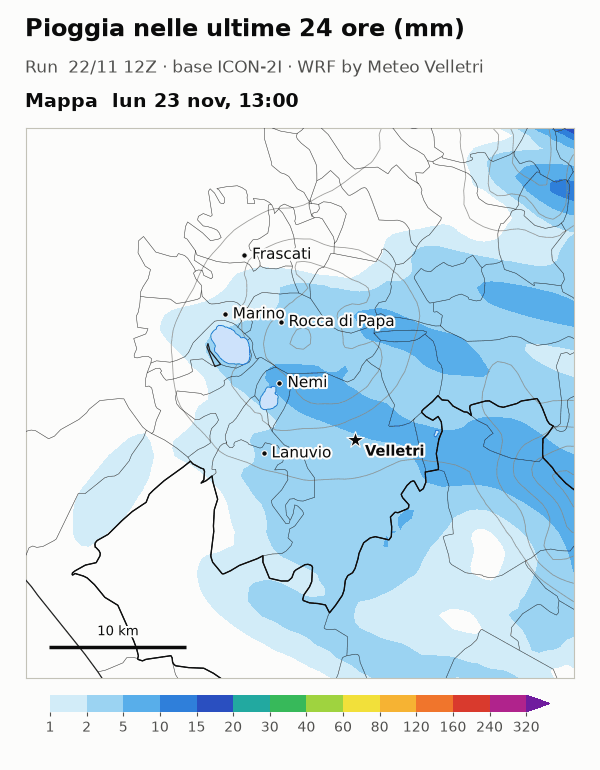 Pioggia nelle ultime 24 ore (mm)
Run  22/11 12Z · base ICON-2I · WRF by Meteo Velletri
Mappa  lun 23 nov, 13:00
Frascati
Marino
Rocca di Papa
Nemi
Velletri
Lanuvio
10 km
1 2 5 10 15 20 30 40 60 80 120 160 240 320